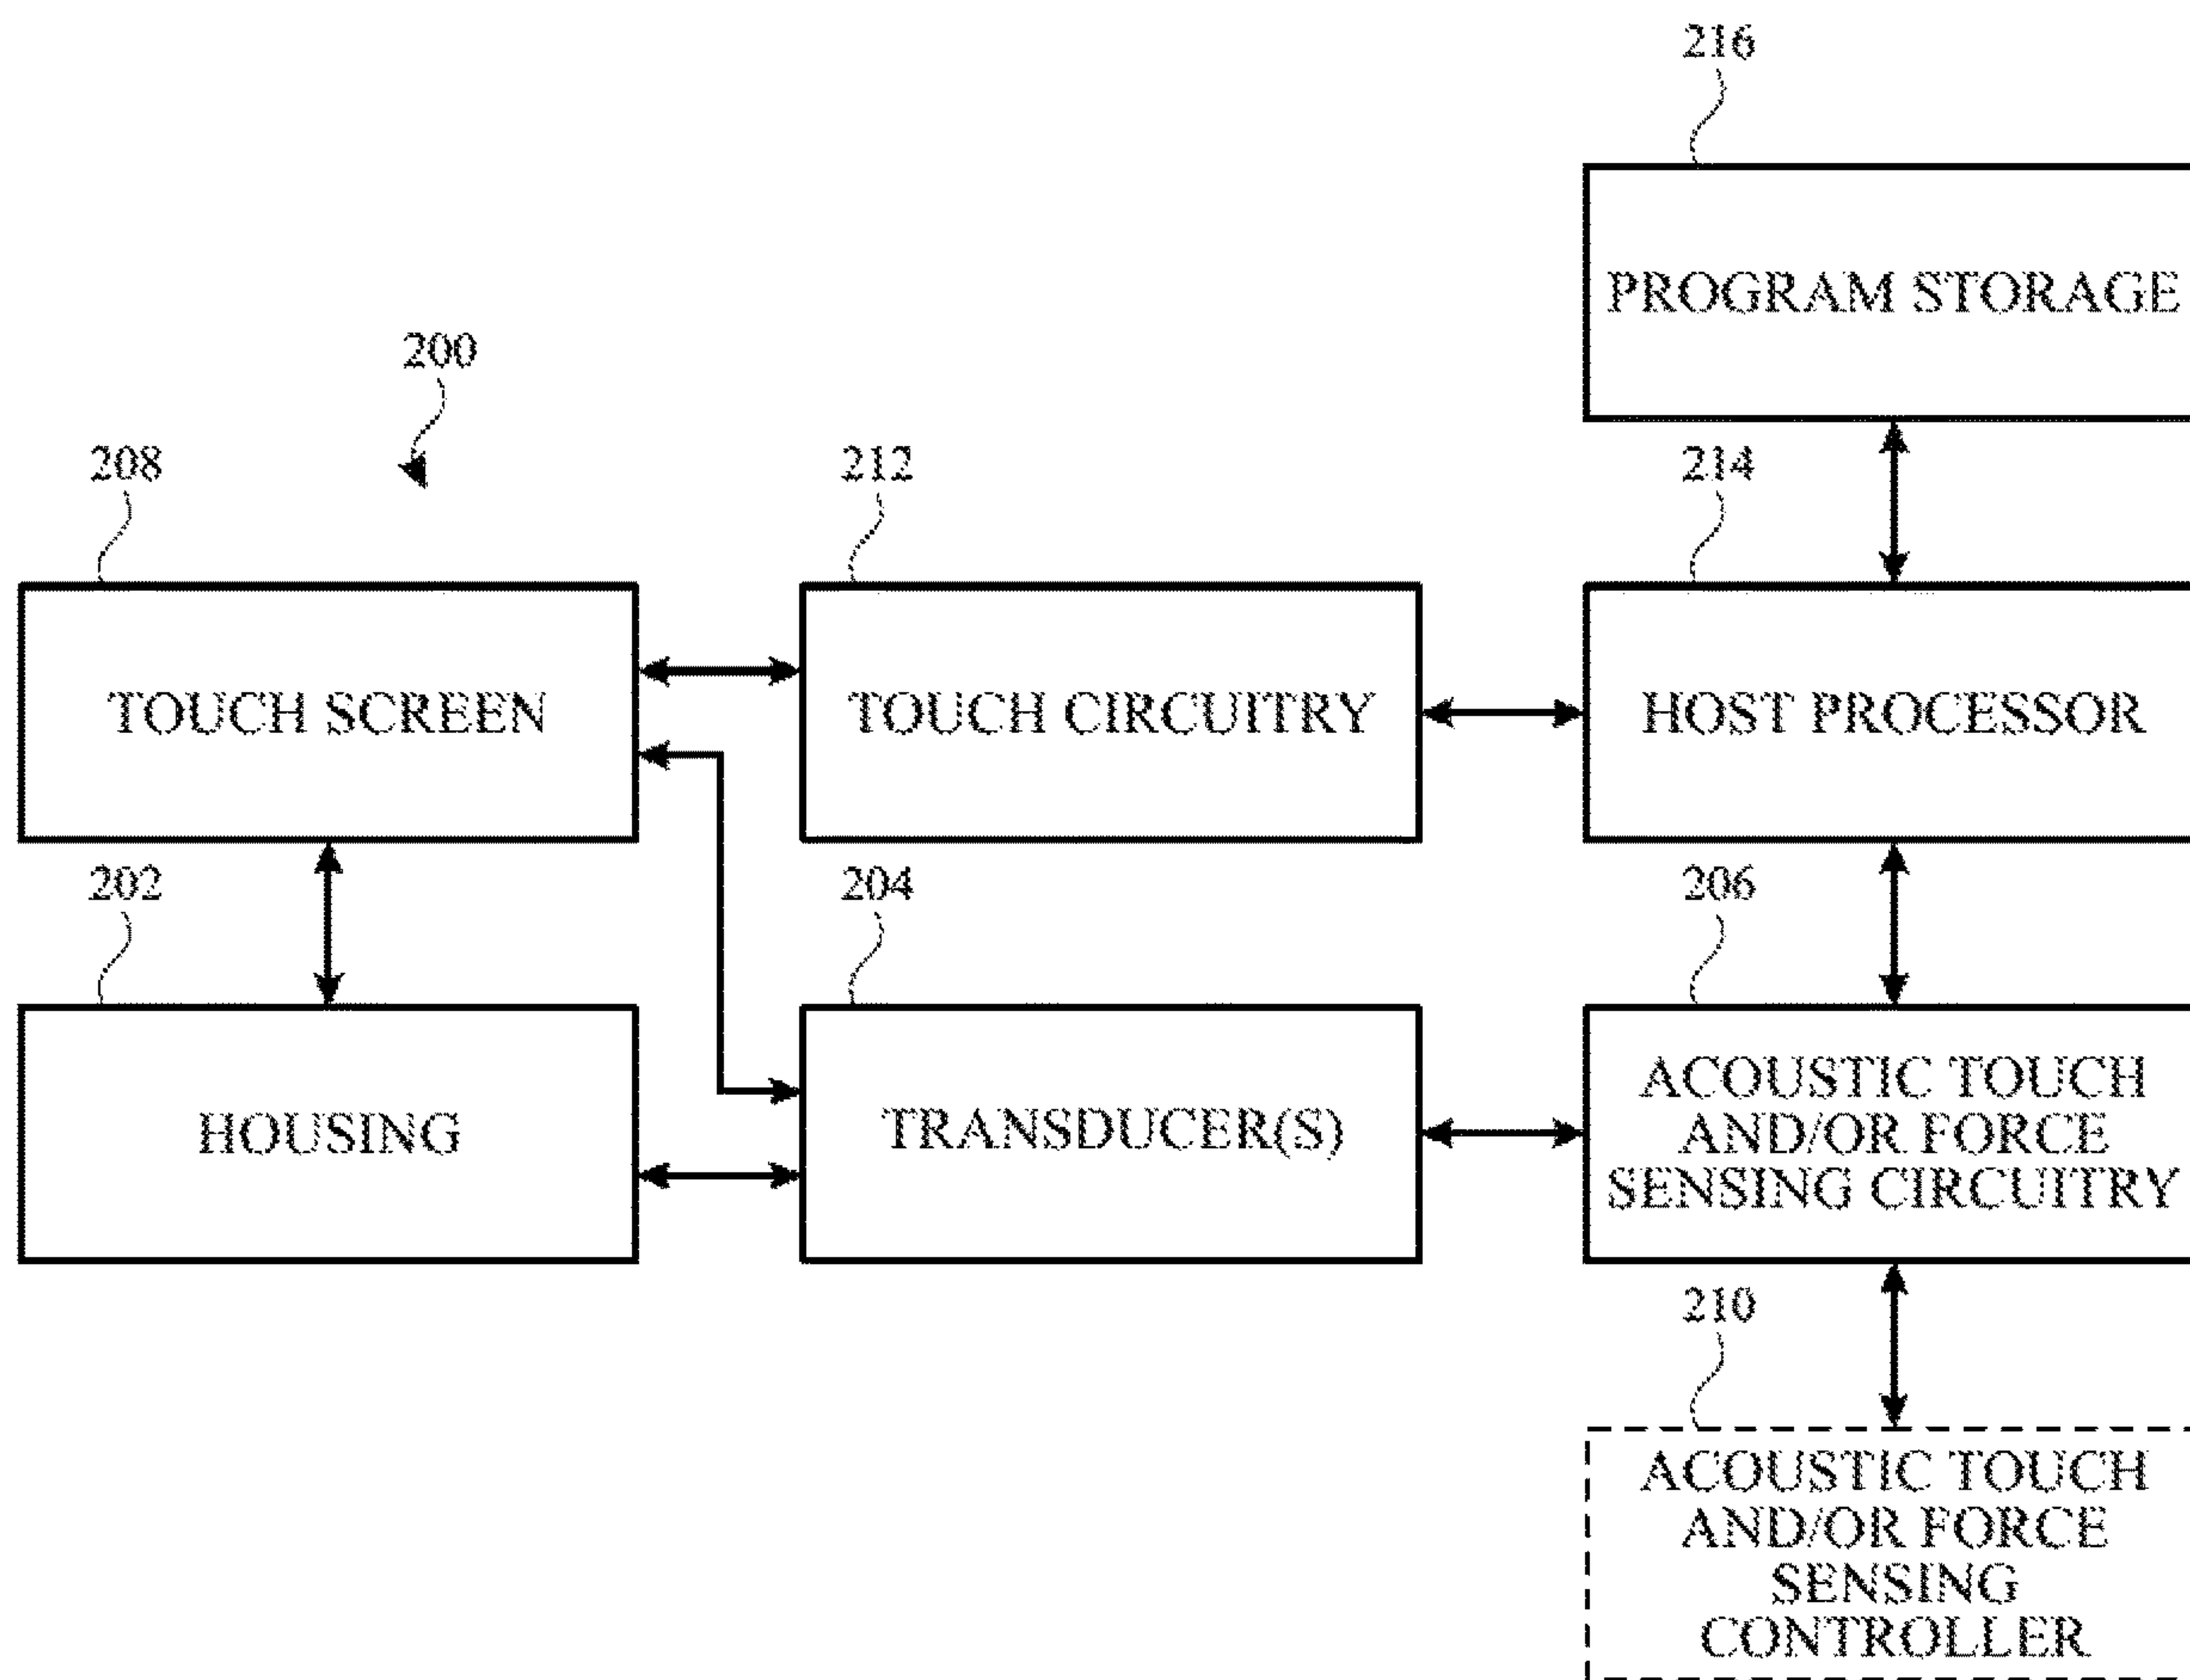 216
PROGRAM STORAGE
200
208
212
214
TOUCH SCREEN
TOUCH CIRCUITRY
HOST PROCESSOR
202
204
206
HOUSING
TRANSDUCER(S)
ACOUSTIC TOUCH
AND/OR FORCE
SENSING CIRCUITRY
210
ACOUSTIC TOUCH
AND/OR FORCE
SENSING
CONTROLLER